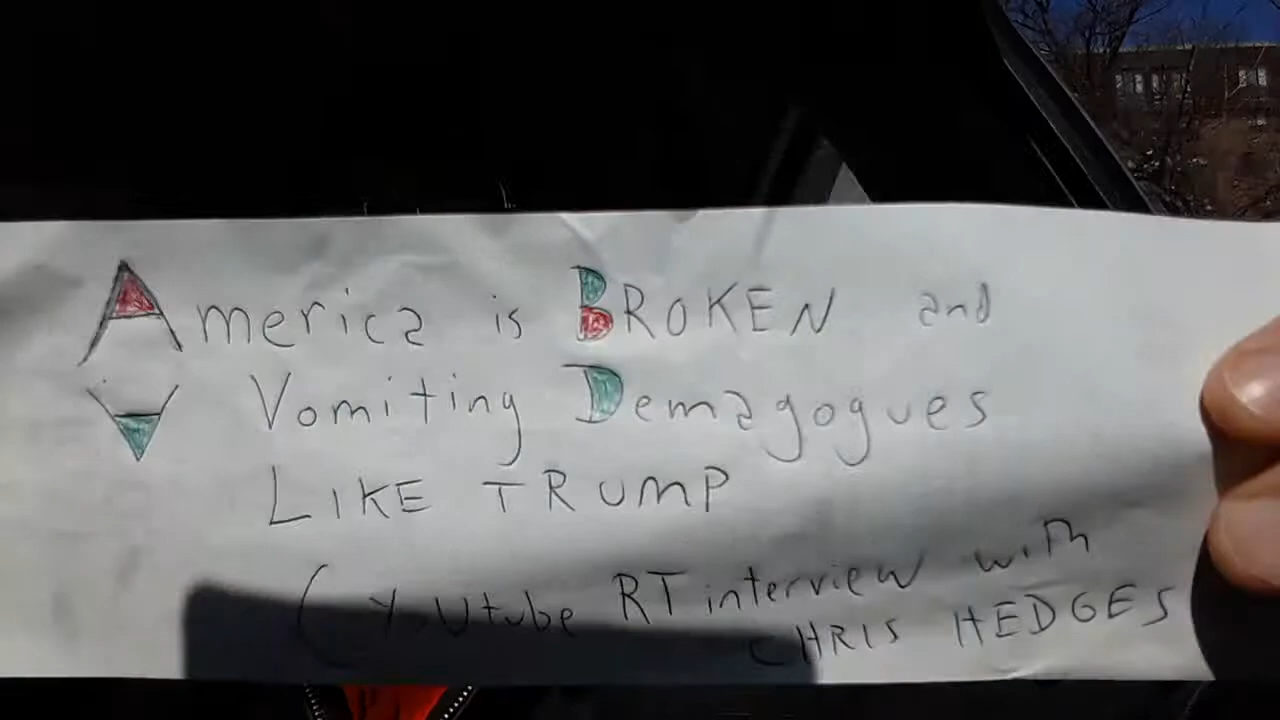 America is BROKEN and
V Vomiting Demagogues
LIKE TRUMP
(YoUtube RT interview with
CHRIS HEDGES